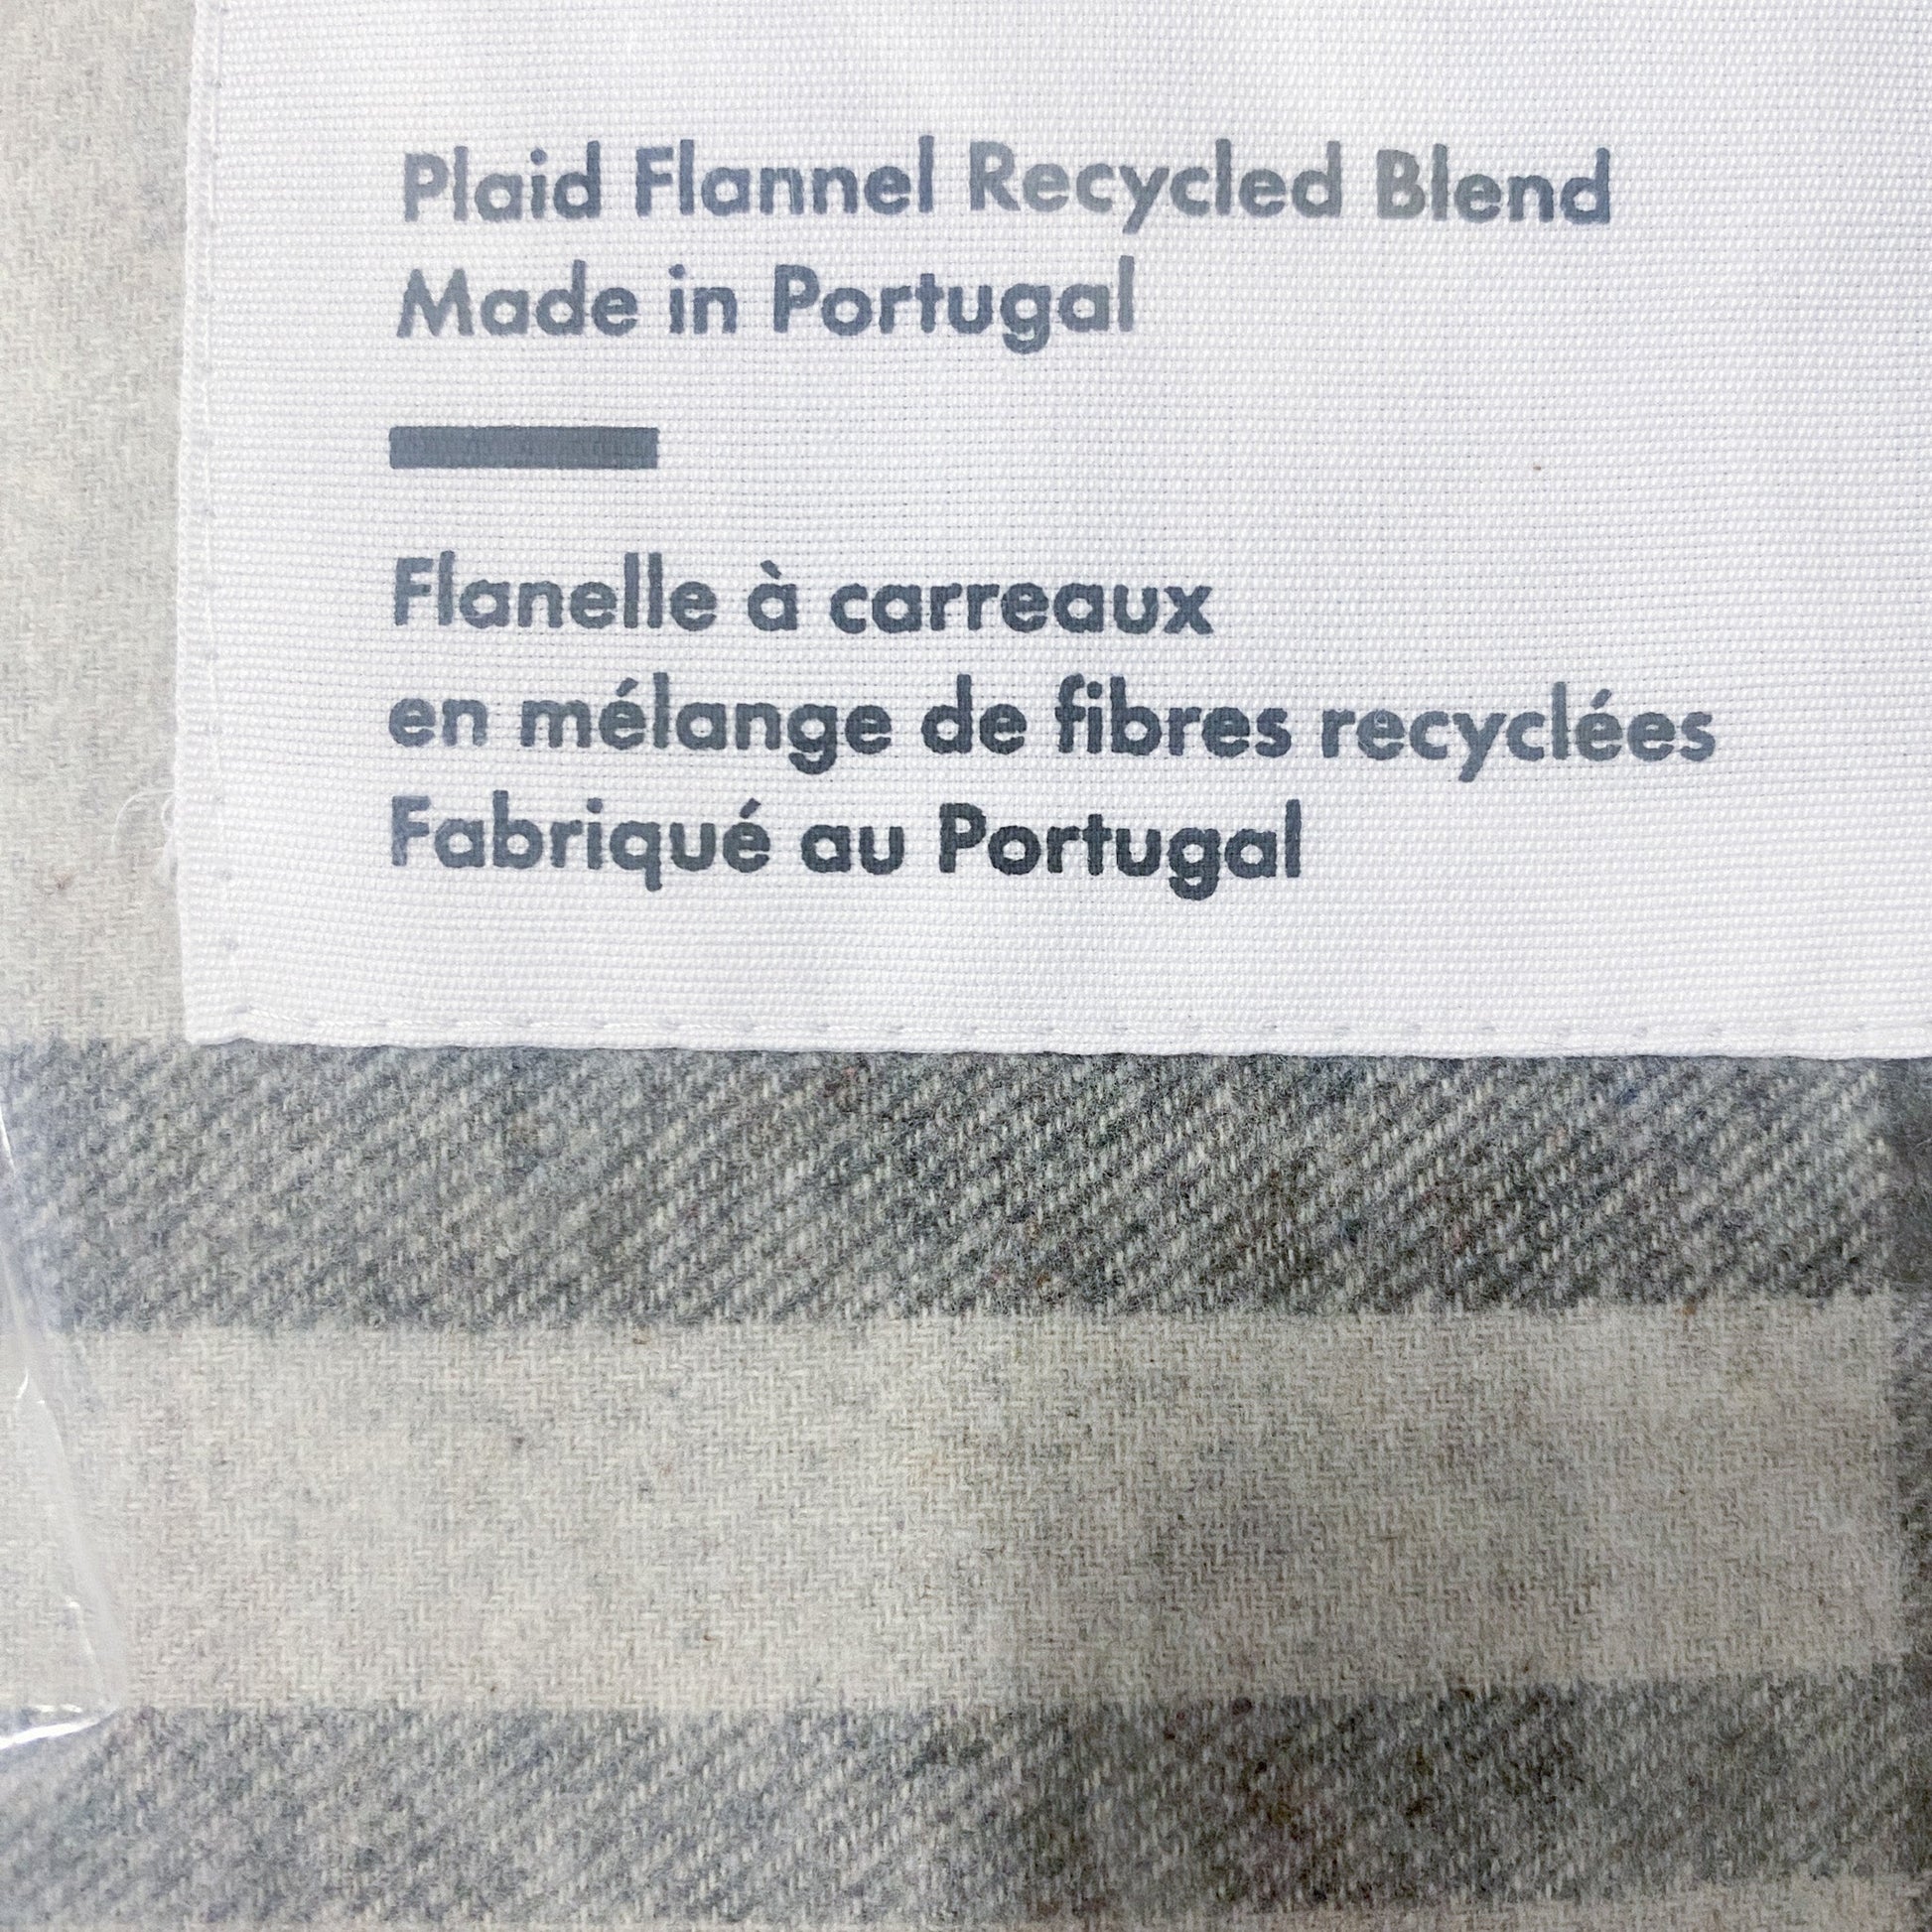 Plaid Flannel Recycled Blend
Made in Portugal
Flanelle à carreaux
en mélange de fibres recyclées
Fabriqué au Portugal